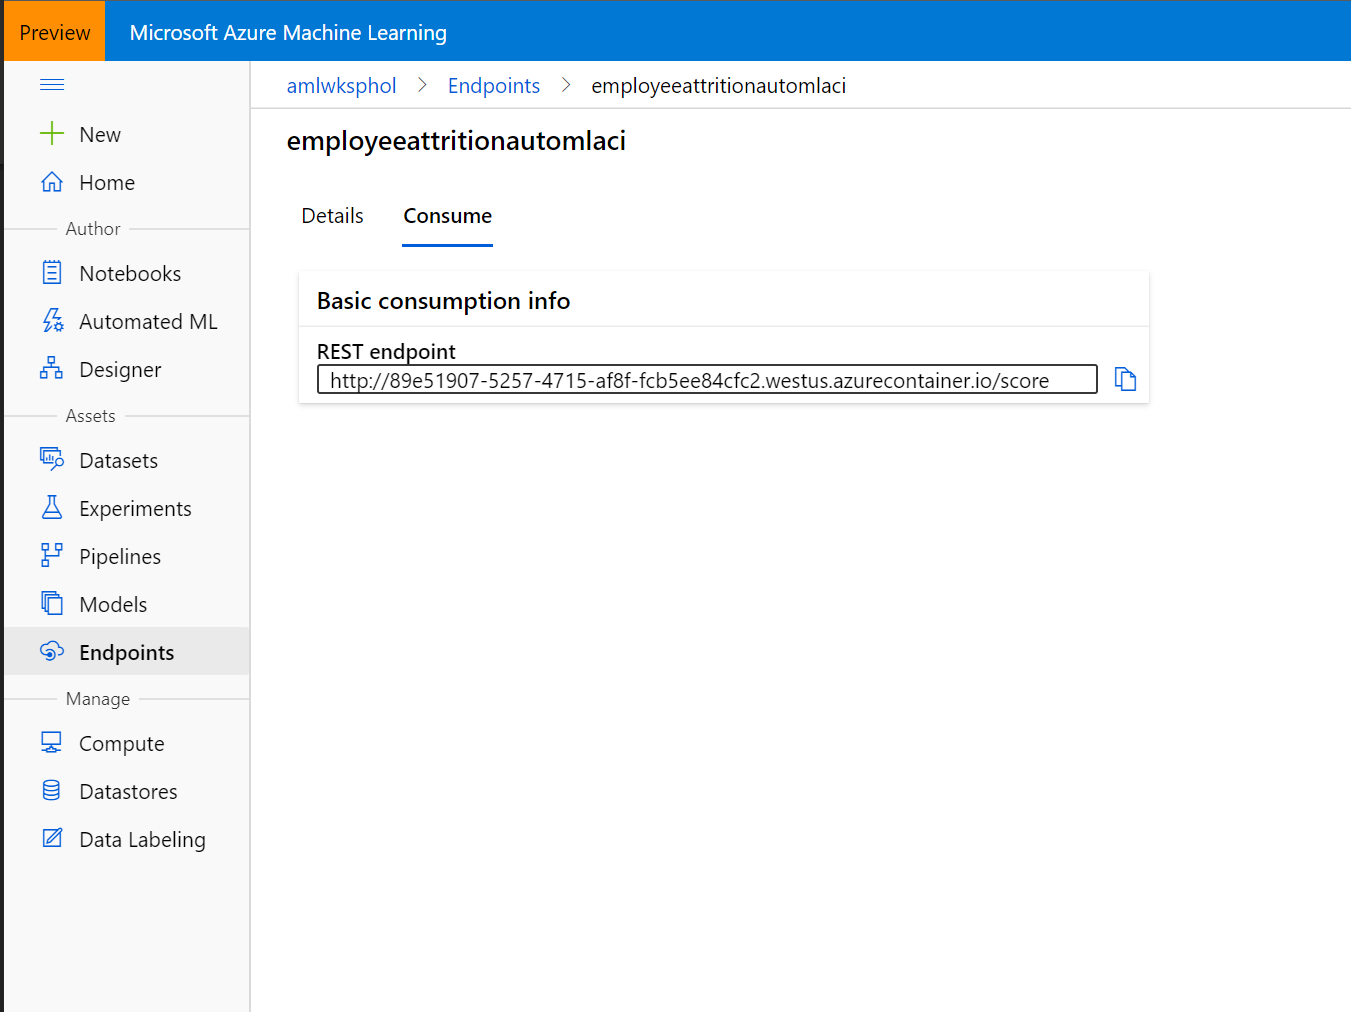 Preview Microsoft Azure Machine Learning
amlwksphol > Endpoints > employeeattritionautomlaci
New
Home
Author
Notebooks
Automated ML
Designer
Assets
Datasets
Experiments
Pipelines
Models
Endpoints
Manage
Compute
Datastores
Data Labeling
employeeattritionautomlaci
Details Consume
Basic consumption info
REST endpoint
http://89e51907-5257-4715-af8f-fcb5ee84cfc2.westus.azurecontainer.io/score